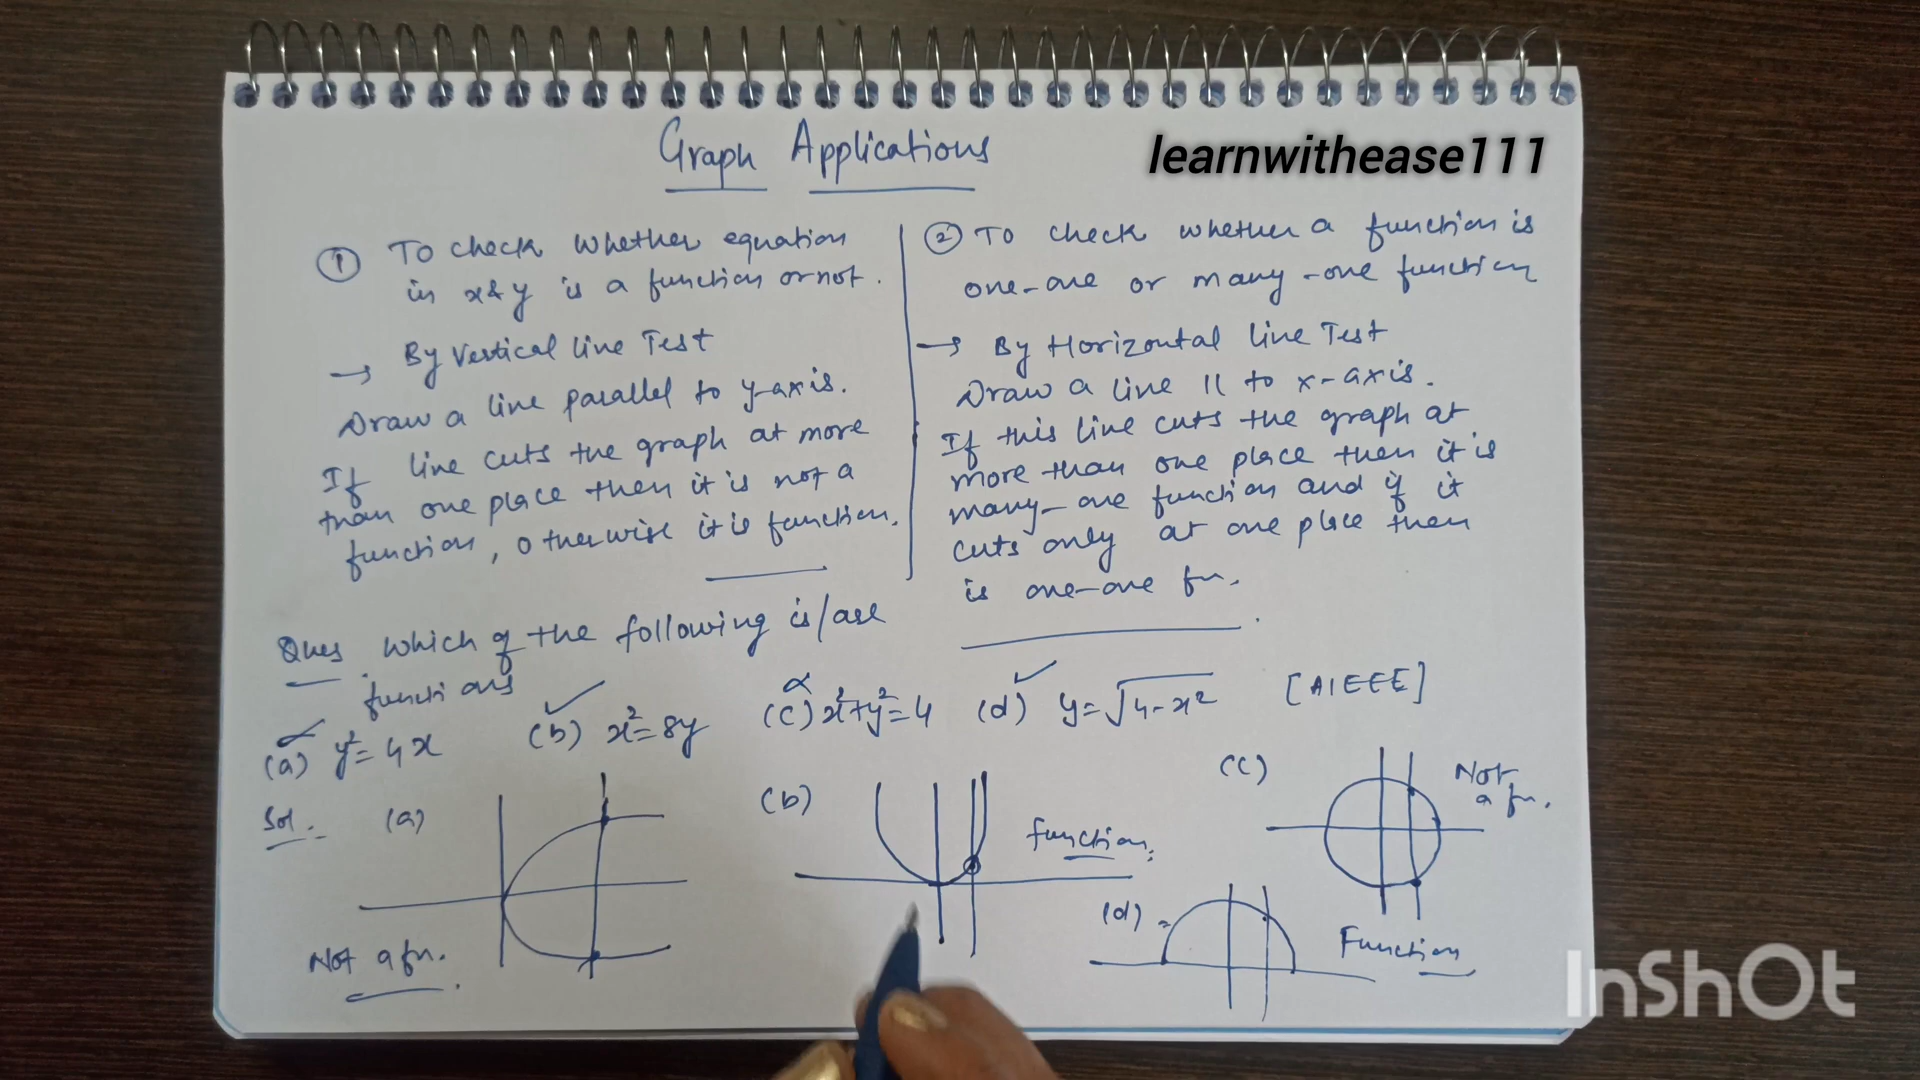 Graph Applications
learnwithease111
① To check whether equation
in x & y is a function or not.
→ By Vertical line Test
Draw a line parallel to y-axis.
If line cuts the graph at more
than one place then it is not a
function, otherwise it is function.
② To check whether a function is
one-one or many-one function
→ By Horizontal line Test
Draw a line || to x-axis.
If this line cuts the graph at
more than one place then it is
many-one function and if it
cuts only at one place then
is one-one fn.
Ques which of the following is/are
functions
(a) y²= 4x (b) x²= 8y (c) x²+y²=4 (d) y=√4-x² [AIEEE]
Sol. (a) (b) (c)
Not
a fn.
function.
(d)
Function
Not a fn.
InShOt